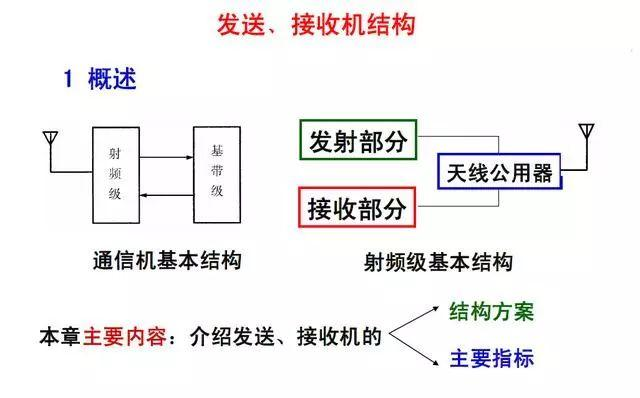 发送、接收机结构
1 概述
射频级
基带级
通信机基本结构
发射部分
接收部分
天线公用器
射频级基本结构
本章主要内容：介绍发送、接收机的
结构方案
主要指标